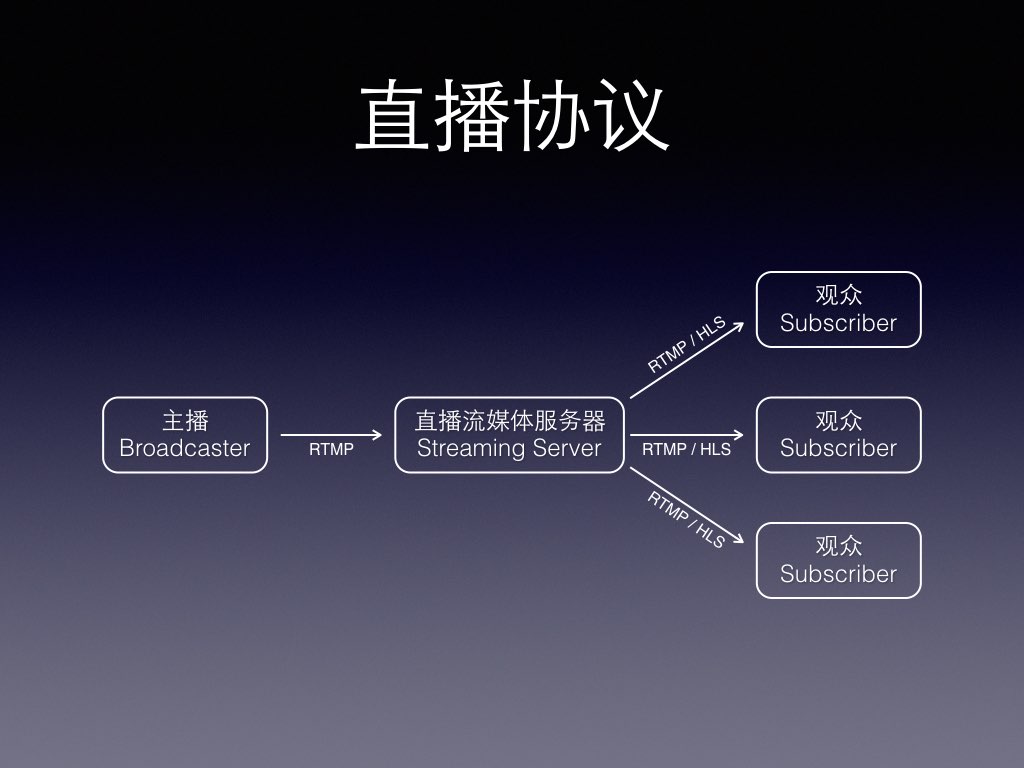 直播协议
主播
Broadcaster
RTMP
直播流媒体服务器
Streaming Server
RTMP / HLS
观众
Subscriber
RTMP / HLS
观众
Subscriber
RTMP / HLS
观众
Subscriber